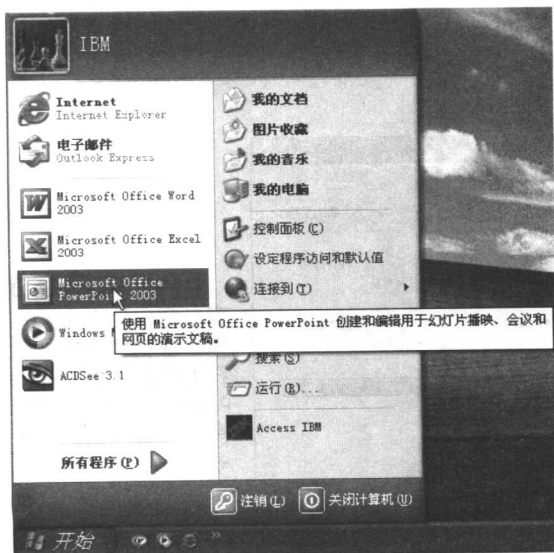 IBM
Internet
Internet Explorer
电子邮件
Outlook Express
Microsoft Office Word
2003
Microsoft Office Excel
2003
Microsoft Office
PowerPoint 2003
Windows
ACDSee 3.1
所有程序(P)
我的文档
图片收藏
我的音乐
我的电脑
控制面板(C)
设定程序访问和默认值
连接到(T)
使用 Microsoft Office PowerPoint 创建和编辑用于幻灯片播映、会议和
网页的演示文稿。
搜索(S)
运行(R)...
Access IBM
注销(L)
关闭计算机(U)
开始